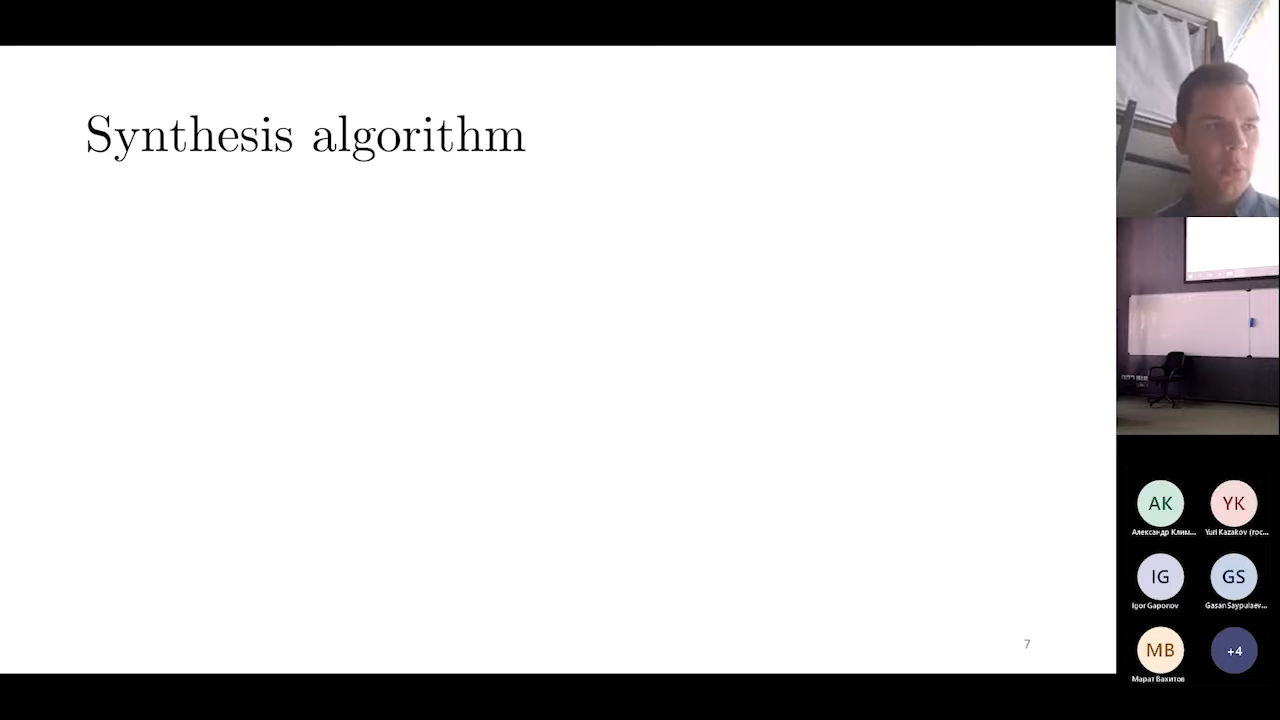 Synthesis algorithm
7
AK
YK
Александр Клим...
Yuri Kazakov (гос...
IG
GS
Igor Gaponov
Gasan Saypulaev...
MB
+4
Марат Вахитов